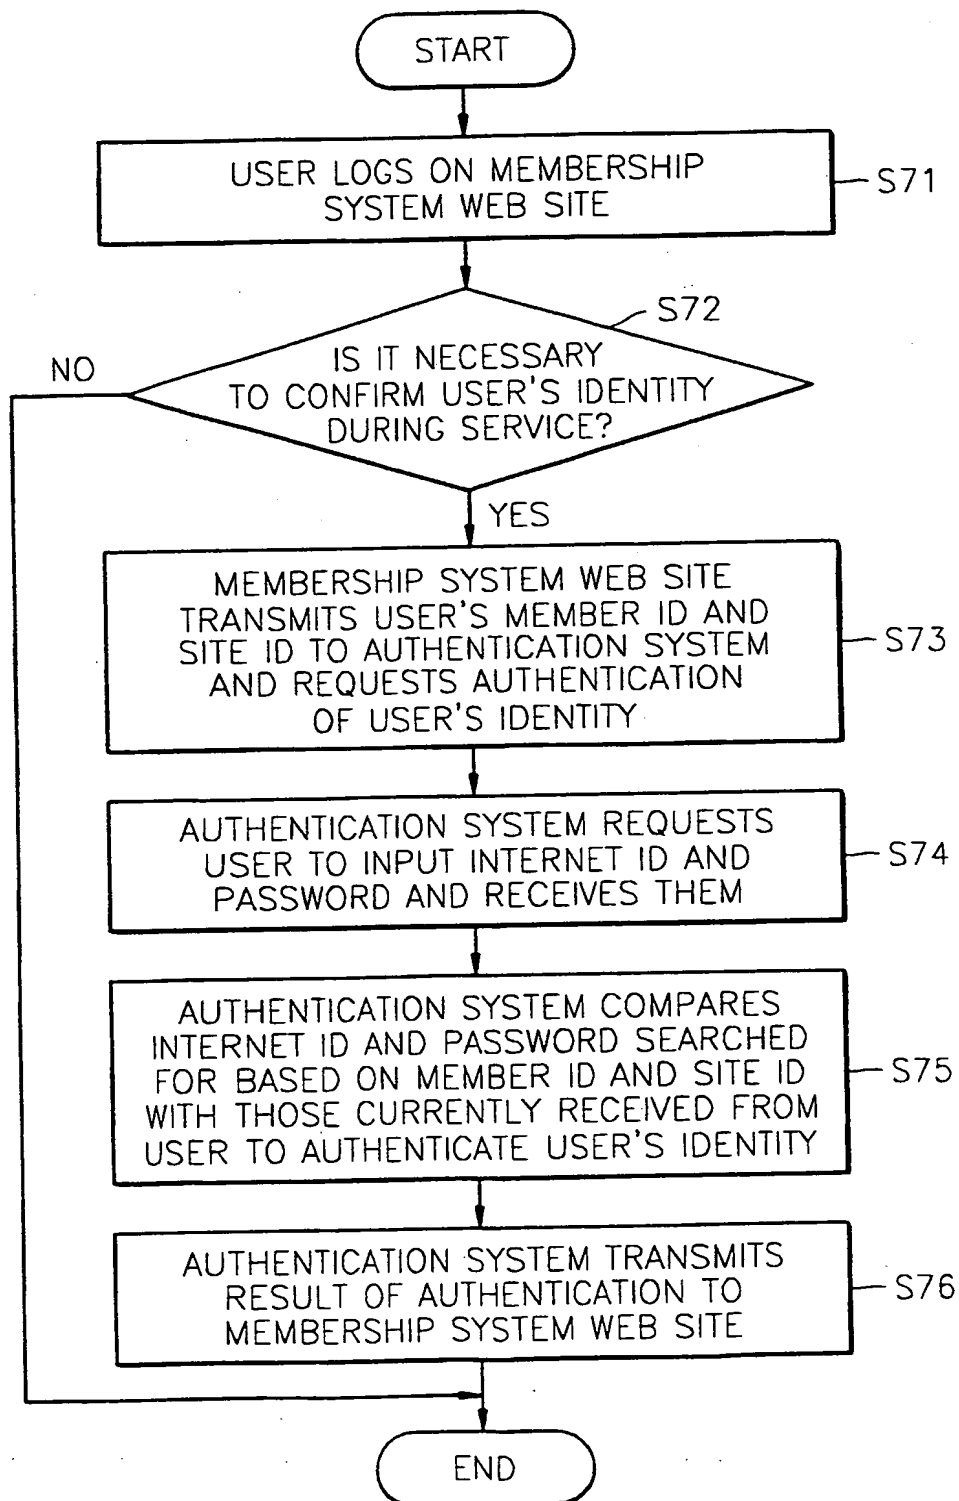 START
USER LOGS ON MEMBERSHIP
SYSTEM WEB SITE
S71
S72
IS IT NECESSARY
TO CONFIRM USER'S IDENTITY
DURING SERVICE?
NO
YES
MEMBERSHIP SYSTEM WEB SITE
TRANSMITS USER'S MEMBER ID AND
SITE ID TO AUTHENTICATION SYSTEM
AND REQUESTS AUTHENTICATION
OF USER'S IDENTITY
S73
AUTHENTICATION SYSTEM REQUESTS
USER TO INPUT INTERNET ID AND
PASSWORD AND RECEIVES THEM
S74
AUTHENTICATION SYSTEM COMPARES
INTERNET ID AND PASSWORD SEARCHED
FOR BASED ON MEMBER ID AND SITE ID
WITH THOSE CURRENTLY RECEIVED FROM
USER TO AUTHENTICATE USER'S IDENTITY
S75
AUTHENTICATION SYSTEM TRANSMITS
RESULT OF AUTHENTICATION TO
MEMBERSHIP SYSTEM WEB SITE
S76
END